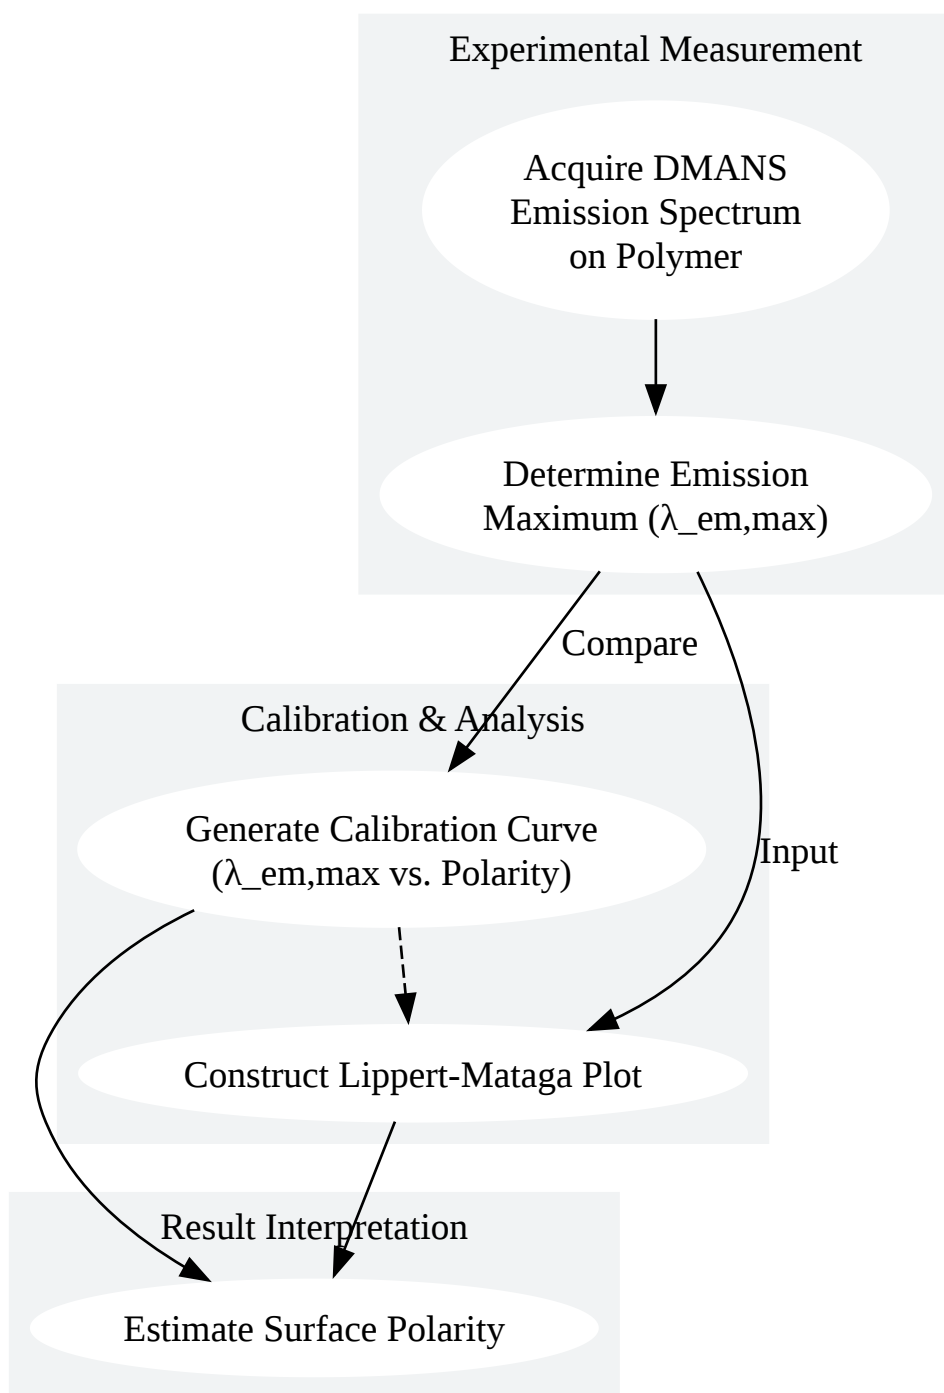 Experimental Measurement
Acquire DMANS
Emission Spectrum
on Polymer
Determine Emission
Maximum (λ_em,max)
Compare
Calibration & Analysis
Generate Calibration Curve
(λ_em,max vs. Polarity)
Input
Construct Lippert-Mataga Plot
Result Interpretation
Estimate Surface Polarity